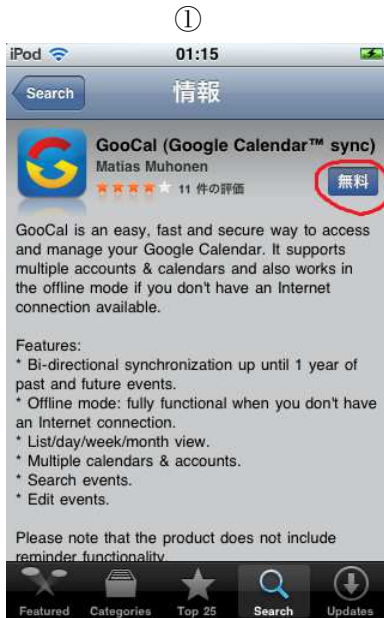 ①
iPod 01:15
Search 情報
GooCal (Google Calendar™ sync)
Matias Muhonen
11 件の評価 無料
GooCal is an easy, fast and secure way to access
and manage your Google Calendar. It supports
multiple accounts & calendars and also works in
the offline mode if you don't have an Internet
connection available.
Features:
* Bi-directional synchronization up until 1 year of
past and future events.
* Offline mode: fully functional when you don't have
an Internet connection.
* List/day/week/month view.
* Multiple calendars & accounts.
* Search events.
* Edit events.
Please note that the product does not include
reminder functionality.
Featured Categories Top 25 Search Updates